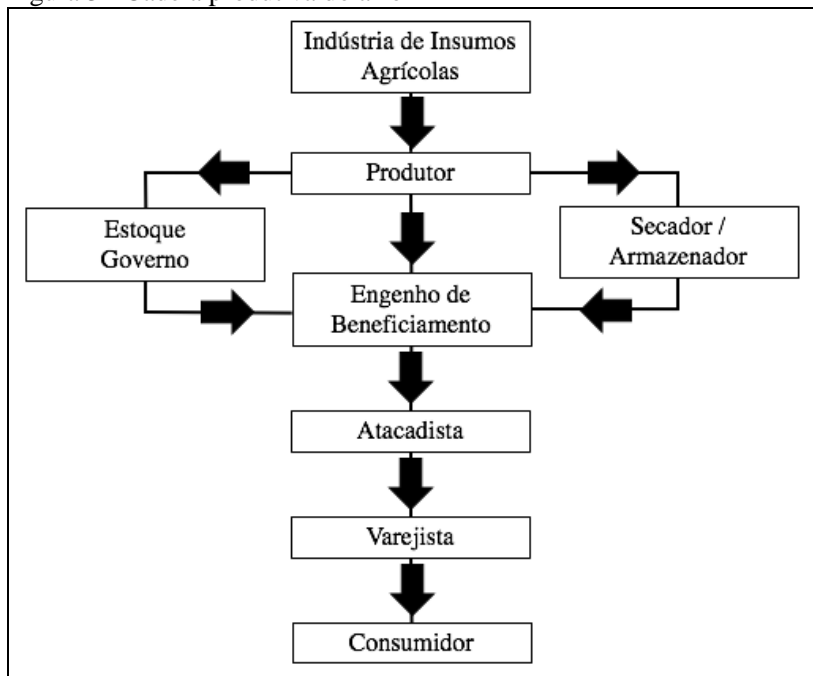 Indústria de Insumos
Agrícolas
Produtor
Estoque
Governo
Secador /
Armazenador
Engenho de
Beneficiamento
Atacadista
Varejista
Consumidor